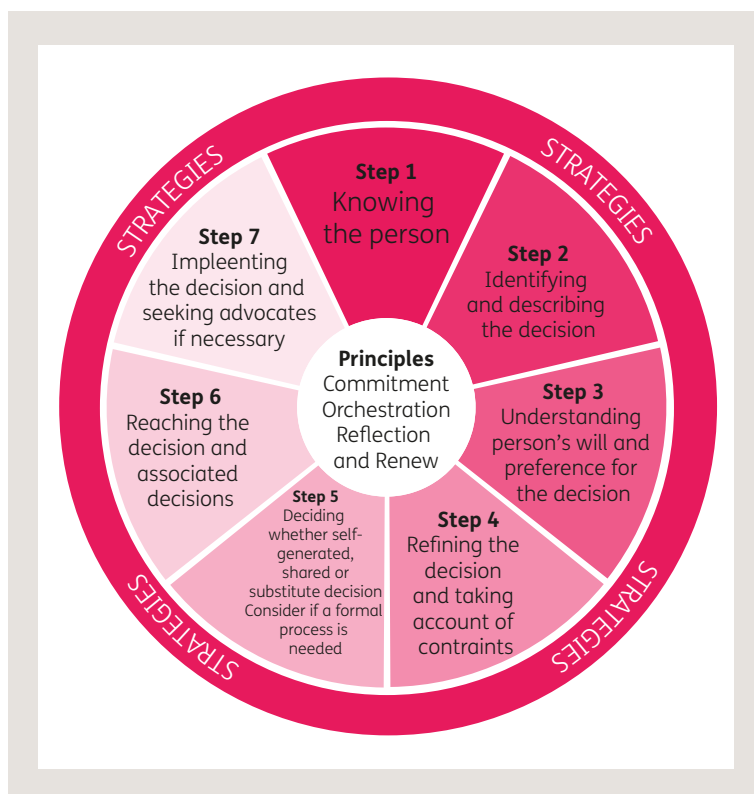 STRATEGIES
STRATEGIES
Step 1
Knowing
the person
Step 2
Identifying
and describing
the decision
Step 3
Understanding
person's will and
preference for
the decision
Step 4
Refining the
decision
and taking
account of
contraints
Step 5
Deciding
whether self-
generated,
shared or
substitute decision
Consider if a formal
process is
needed
Step 6
Reaching the
decision and
associated
decisions
Step 7
Impleenting
the decision and
seeking advocates
if necessary
Principles
Commitment
Orchestration
Reflection
and Renew
STRATEGIES
STRATEGIES